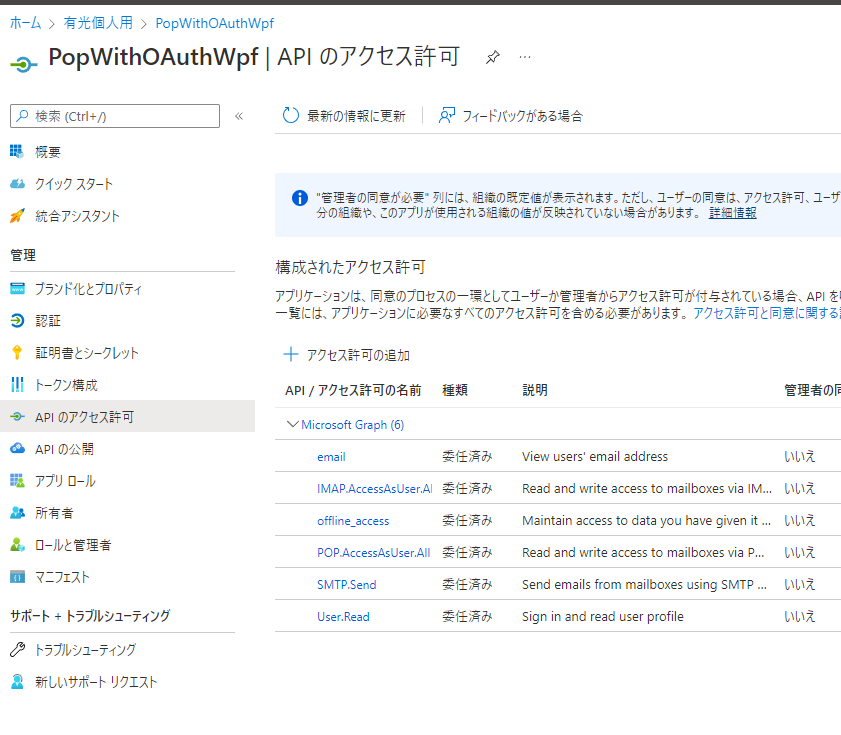 ホーム > 有光個人用 > PopWithOAuthWpf
PopWithOAuthWpf | API のアクセス許可 ...
検索 (Ctrl+/) «
最新の情報に更新 フィードバックがある場合
概要
クイック スタート
統合アシスタント
管理
ブランド化とプロパティ
認証
証明書とシークレット
トークン構成
API のアクセス許可
API の公開
アプリ ロール
所有者
ロールと管理者
マニフェスト
サポート + トラブルシューティング
トラブルシューティング
新しいサポート リクエスト
"管理者の同意が必要" 列には、組織の既定値が表示されます。ただし、ユーザーの同意は、アクセス許可、ユーザ
分の組織や、このアプリが使用される組織の値が反映されていない場合があります。 詳細情報
構成されたアクセス許可
アプリケーションは、同意のプロセスの一環としてユーザーか管理者からアクセス許可が付与されている場合、API を
一覧には、アプリケーションに必要なすべてのアクセス許可を含める必要があります。アクセス許可と同意に関する
+ アクセス許可の追加
API / アクセス許可の名前 種類 説明 管理者の
Microsoft Graph (6)
email 委任済み View users' email address いいえ
IMAP.AccessAsUser.Al 委任済み Read and write access to mailboxes via IM... いいえ
offline_access 委任済み Maintain access to data you have given it ... いいえ
POP.AccessAsUser.All 委任済み Read and write access to mailboxes via P... いいえ
SMTP.Send 委任済み Send emails from mailboxes using SMTP ... いいえ
User.Read 委任済み Sign in and read user profile いいえ